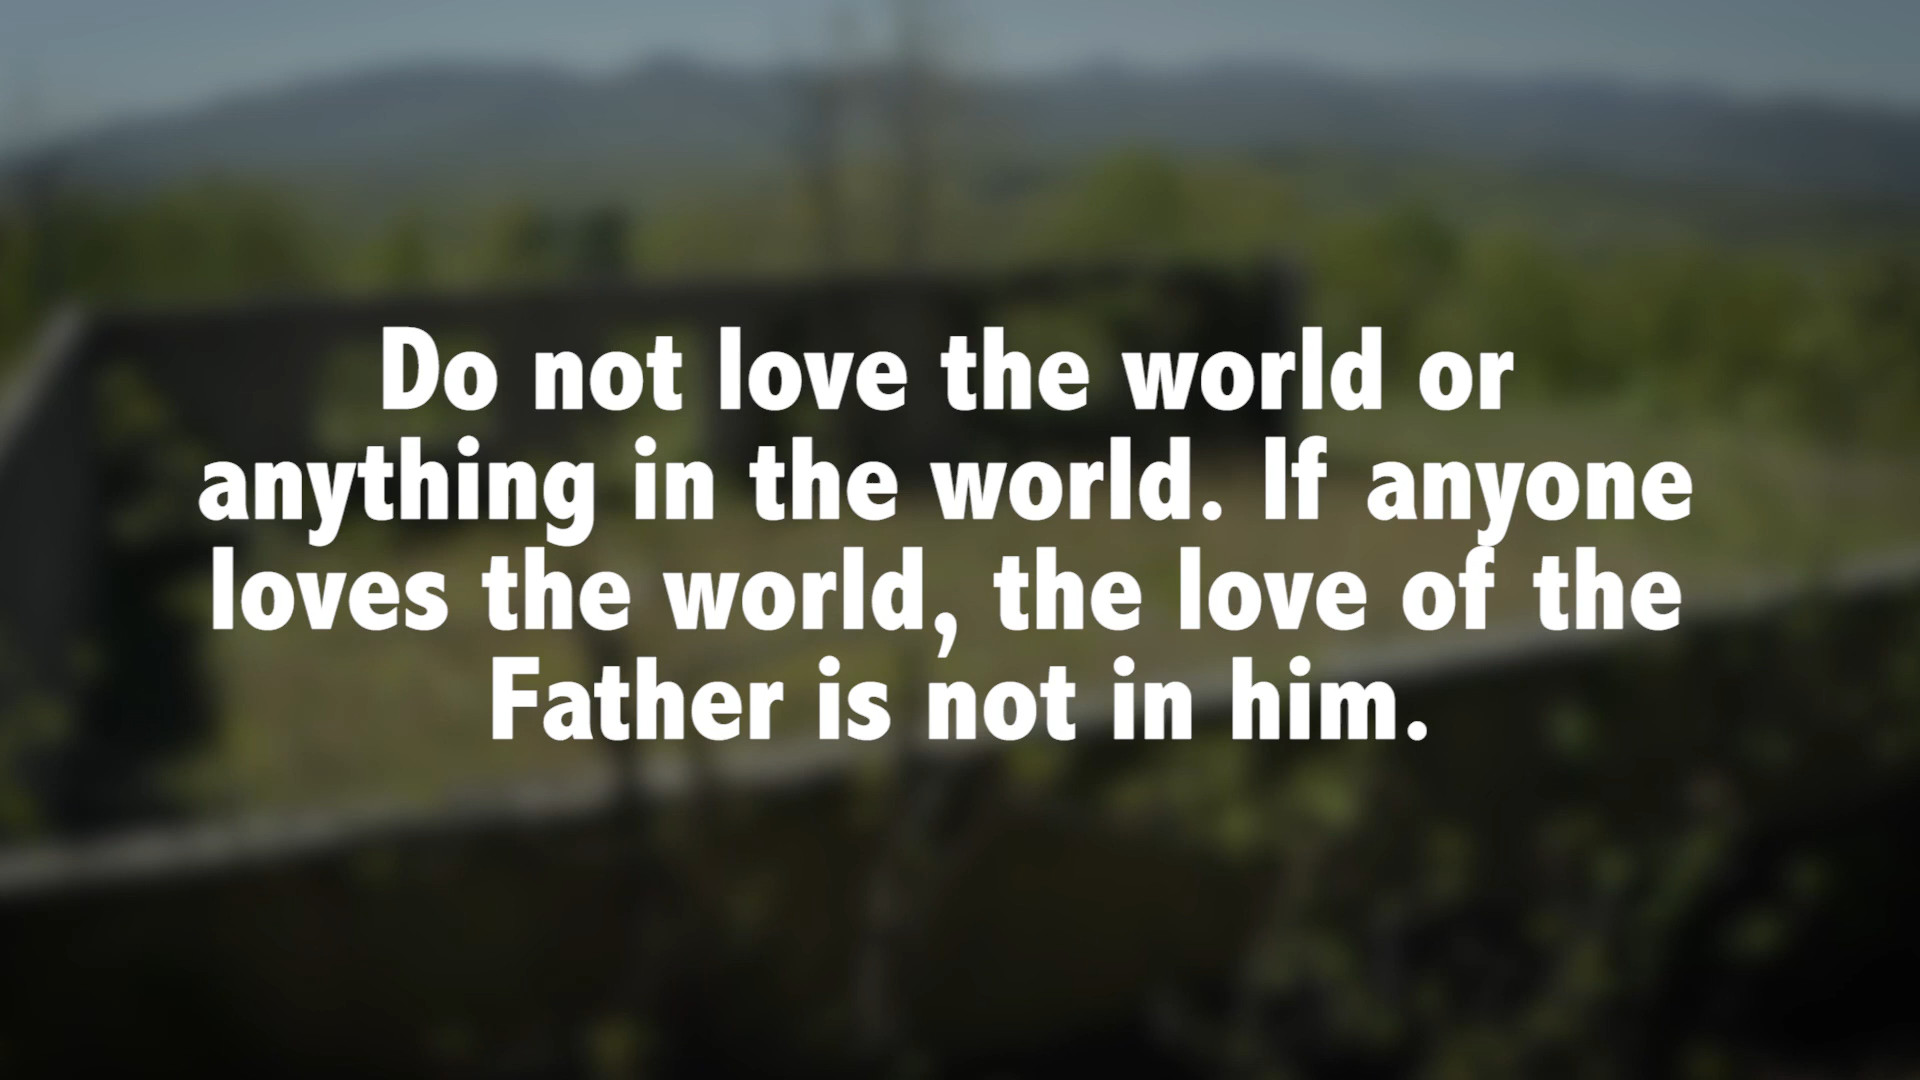 Do not love the world or
anything in the world. If anyone
loves the world, the love of the
Father is not in him.